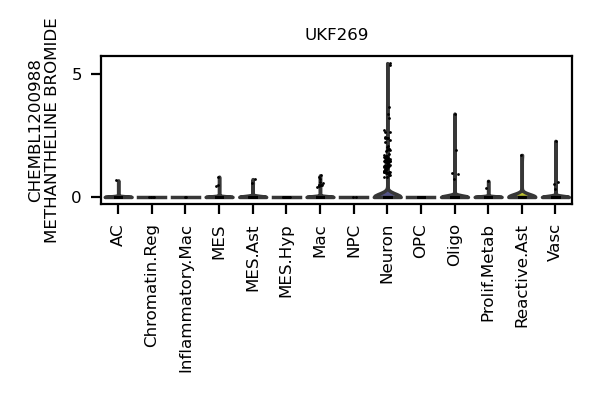 UKF269
CHEMBL1200988
METHANTHELINE BROMIDE
5
0
AC
Chromatin.Reg
Inflammatory.Mac
MES
MES.Ast
MES.Hyp
Mac
NPC
Neuron
OPC
Oligo
Prolif.Metab
Reactive.Ast
Vasc